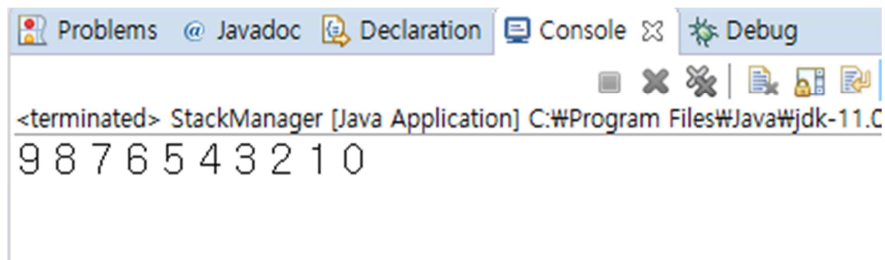 Problems @ Javadoc Declaration Console Debug
<terminated> StackManager [Java Application] C:₩Program Files₩Java₩jdk-11.0
9 8 7 6 5 4 3 2 1 0